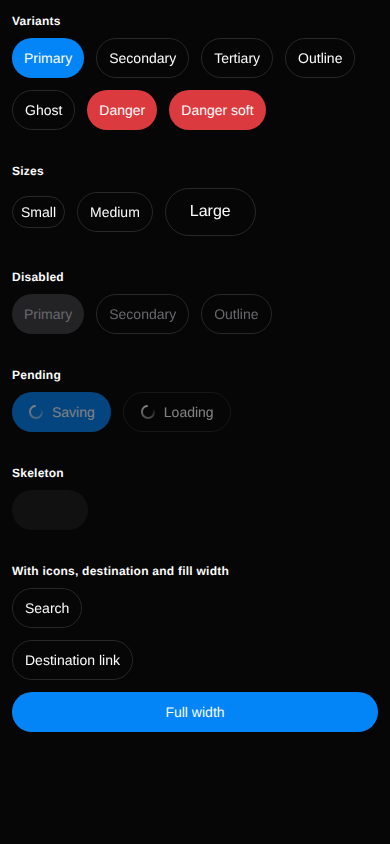 Variants
Primary Secondary Tertiary Outline
Ghost Danger Danger soft
Sizes
Small Medium Large
Disabled
Primary Secondary Outline
Pending
Saving Loading
Skeleton
With icons, destination and fill width
Search
Destination link
Full width